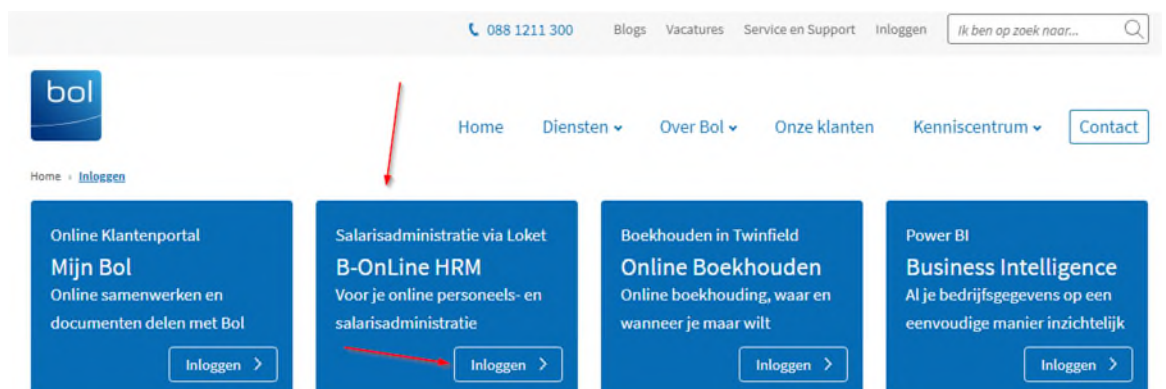 088 1211 300 Blogs Vacatures Service en Support Inloggen Ik ben op zoek naar...
bol
Home Diensten Over Bol Onze klanten Kenniscentrum Contact
Home › Inloggen
Online Klantenportal
Mijn Bol
Online samenwerken en
documenten delen met Bol
Inloggen >
Salarisadministratie via Loket
B-OnLine HRM
Voor je online personeels- en
salarisadministratie
Inloggen >
Boekhouden in Twinfield
Online Boekhouden
Online boekhouding, waar en
wanneer je maar wilt
Inloggen >
Power BI
Business Intelligence
Al je bedrijfsgegevens op een
eenvoudige manier inzichtelijk
Inloggen >